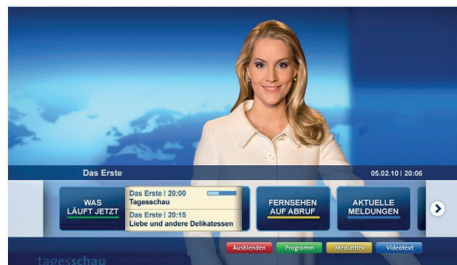 Das Erste
05.02.10 | 20:06
WAS
LÄUFT JETZT
Das Erste | 20:00
Tagesschau
Das Erste | 20:15
Liebe und andere Delikatessen
FERNSEHEN
AUF ABRUF
AKTUELLE
MELDUNGEN
Ausblenden
Programm
Mediathek
Videotext
tagesschau